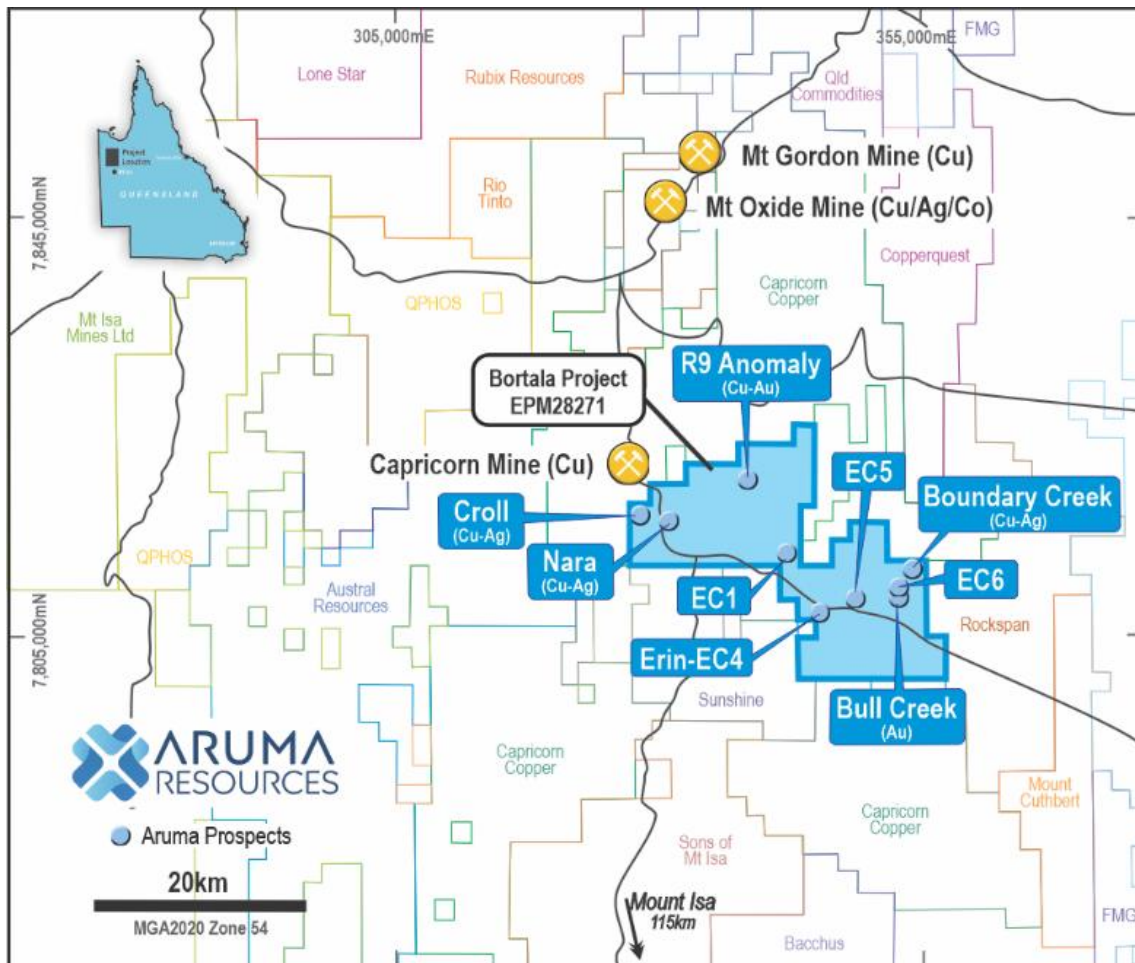 305,000mE
355,000mE
FMG
Lone Star
Rubix Resources
Qld
Commodities
Project
Location
QUEENSLAND
Mt Gordon Mine (Cu)
Rio
Tinto
Mt Oxide Mine (Cu/Ag/Co)
7,845,000mN
Copperquest
Capricorn
Copper
QPHOS
Mt Isa
Mines Ltd
R9 Anomaly
(Cu-Au)
Bortala Project
EPM28271
Capricorn Mine (Cu)
EC5
Boundary Creek
(Cu-Ag)
Croll
(Cu-Ag)
Nara
(Cu-Ag)
QPHOS
EC6
Austral
Resources
EC1
7,805,000mN
Rockspan
Erin-EC4
Sunshine
Bull Creek
(Au)
ARUMA
RESOURCES
Capricorn
Copper
Mount
Cuthbert
Aruma Prospects
Capricorn
Copper
Sons of
Mt Isa
20km
MGA2020 Zone 54
Mount Isa
115km
FMG
Bacchus